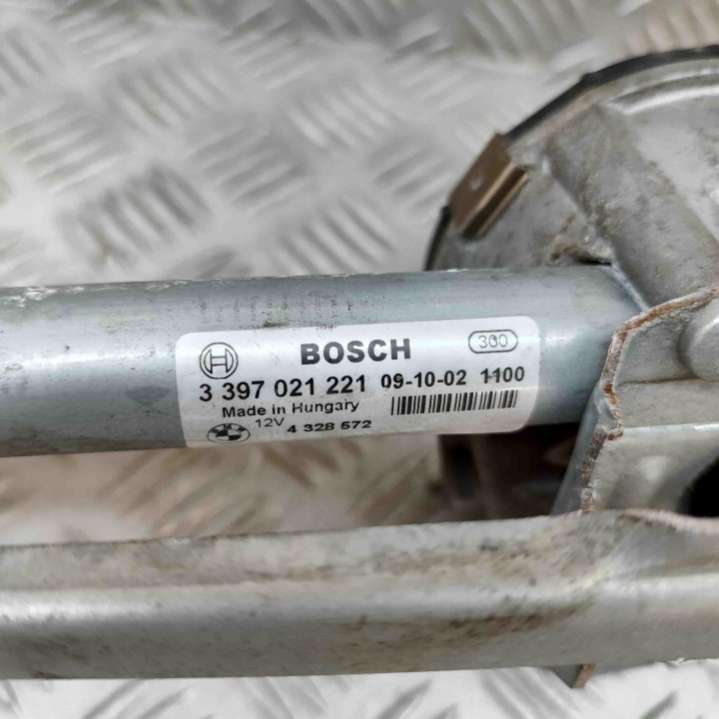 BOSCH 300
3 397 021 221 09-10-02 1100
Made in Hungary
12V
4 328 572